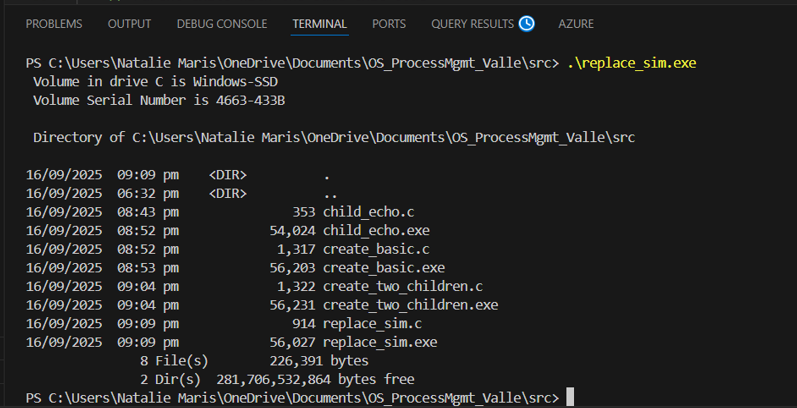 PROBLEMS OUTPUT DEBUG CONSOLE TERMINAL PORTS QUERY RESULTS AZURE
PS C:\Users\Natalie Maris\OneDrive\Documents\OS_ProcessMgmt_Valle\src> .\replace_sim.exe
 Volume in drive C is Windows-SSD
 Volume Serial Number is 4663-433B
 Directory of C:\Users\Natalie Maris\OneDrive\Documents\OS_ProcessMgmt_Valle\src
16/09/2025  09:09 pm    <DIR>          .
16/09/2025  06:32 pm    <DIR>          ..
16/09/2025  08:43 pm               353 child_echo.c
16/09/2025  08:52 pm            54,024 child_echo.exe
16/09/2025  08:52 pm             1,317 create_basic.c
16/09/2025  08:53 pm            56,203 create_basic.exe
16/09/2025  09:04 pm             1,322 create_two_children.c
16/09/2025  09:04 pm            56,231 create_two_children.exe
16/09/2025  09:09 pm               914 replace_sim.c
16/09/2025  09:09 pm            56,027 replace_sim.exe
               8 File(s)        226,391 bytes
               2 Dir(s)  281,706,532,864 bytes free
PS C:\Users\Natalie Maris\OneDrive\Documents\OS_ProcessMgmt_Valle\src>